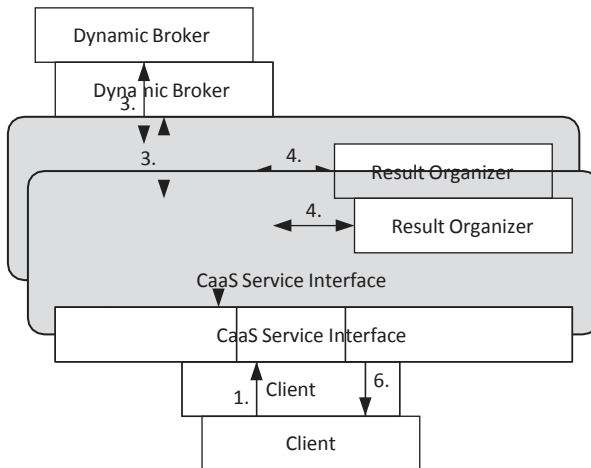 Dynamic Broker
Dynamic Broker
3.
3.
4.
Result Organizer
4.
Result Organizer
CaaS Service Interface
CaaS Service Interface
1.
Client
6.
Client